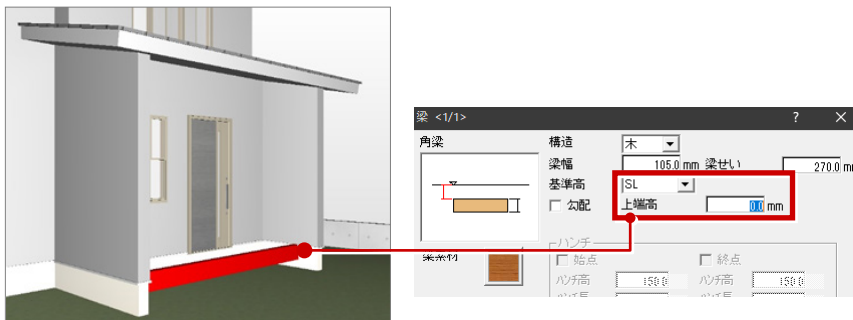 梁 <1/1> ? ×
角梁 構造 木
梁幅 105.0 mm 梁せい 270.0 m
基準高 SL
勾配 上端高 0.0 mm
ハンチ
梁素材 始点 終点
ハンチ高 150.0 ハンチ高 150.0